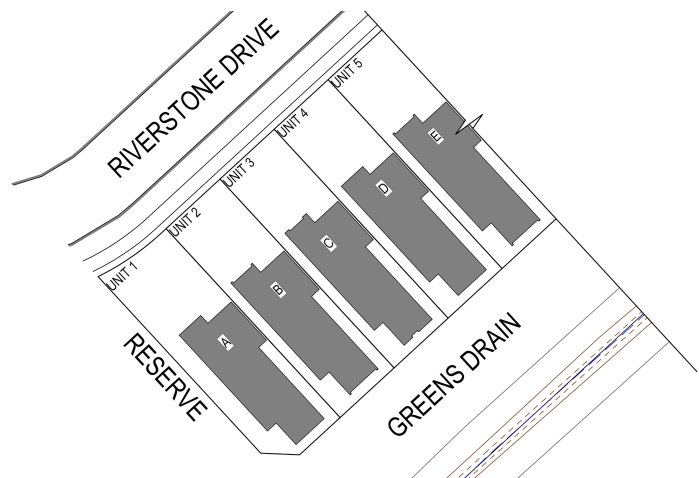 RIVERSTONE DRIVE
UNIT 5
UNIT 4
UNIT 3
UNIT 2
UNIT 1
E
D
C
B
A
RESERVE
GREENS DRAIN